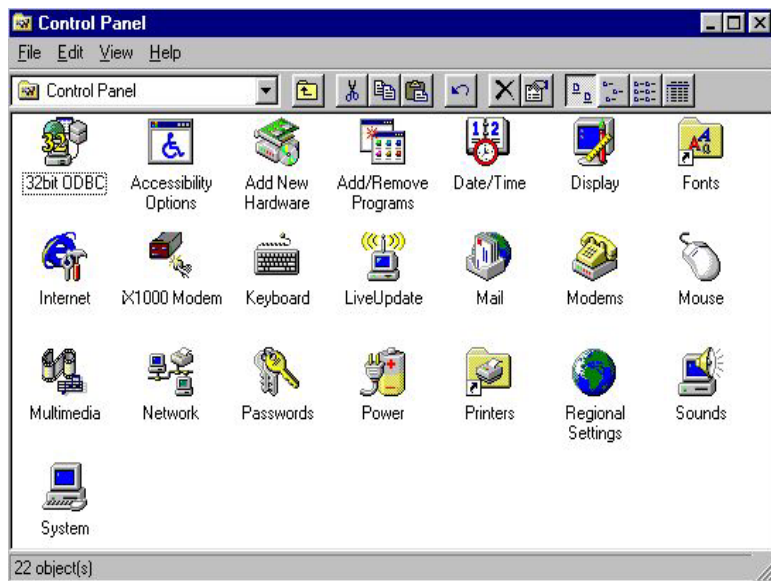 Control Panel
File Edit View Help
Control Panel
32bit ODBC
Accessibility Options
Add New Hardware
Add/Remove Programs
Date/Time
Display
Fonts
Internet
iX1000 Modem
Keyboard
LiveUpdate
Mail
Modems
Mouse
Multimedia
Network
Passwords
Power
Printers
Regional Settings
Sounds
System
22 object(s)